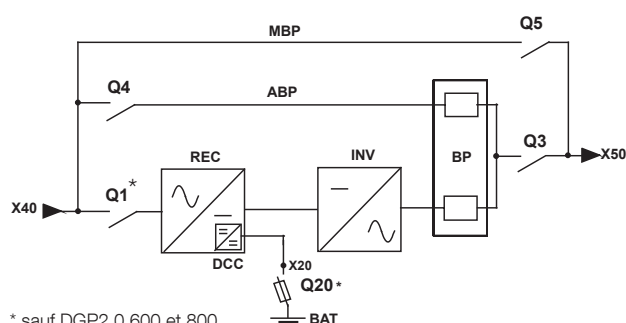 MBP
Q5
Q4
ABP
REC
INV
BP
Q3
X50
X40
Q1*
DCC
X20
Q20*
BAT
* sauf DGP2 0 600 et 800